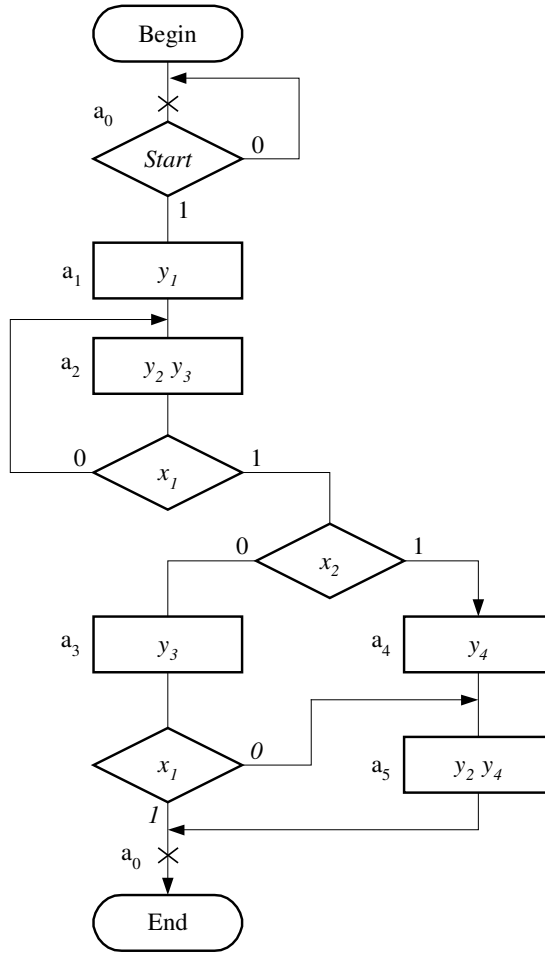 Begin
a₀
Start
0
1
a₁
y₁
a₂
y₂ y₃
0
x₁
1
0
x₂
1
a₃
y₃
a₄
y₄
x₁
0
a₅
y₂ y₄
1
a₀
End